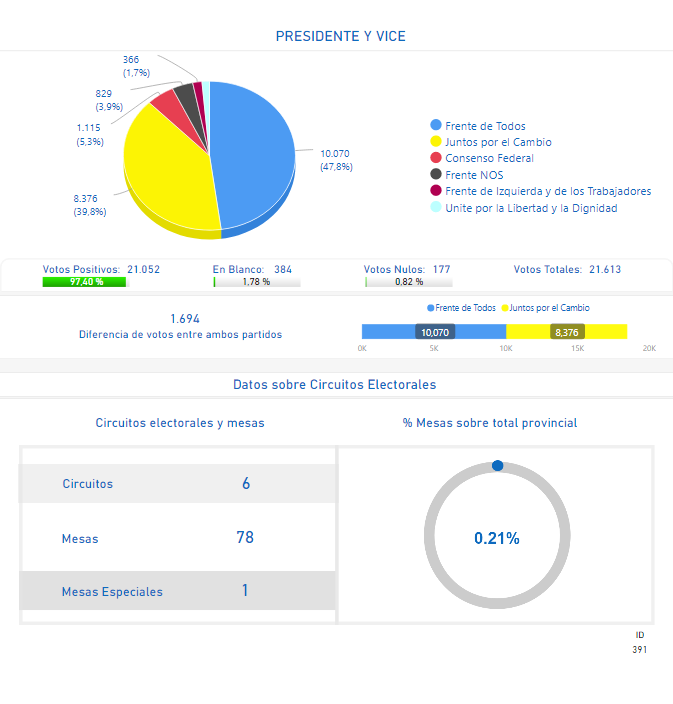 PRESIDENTE Y VICE
366
(1,7%)
829
(3,9%)
1.115
(5,3%)
8.376
(39,8%)
10.070
(47,8%)
Frente de Todos
Juntos por el Cambio
Consenso Federal
Frente NOS
Frente de Izquierda y de los Trabajadores
Unite por la Libertad y la Dignidad
Votos Positivos: 21.052
97,40 %
En Blanco: 384
1,78 %
Votos Nulos: 177
0,82 %
Votos Totales: 21.613
1.694
Diferencia de votos entre ambos partidos
Frente de Todos Juntos por el Cambio
10,070 8,376
0K 5K 10K 15K 20K
Datos sobre Circuitos Electorales
Circuitos electorales y mesas
Circuitos 6
Mesas 78
Mesas Especiales 1
% Mesas sobre total provincial
0.21%
ID
391